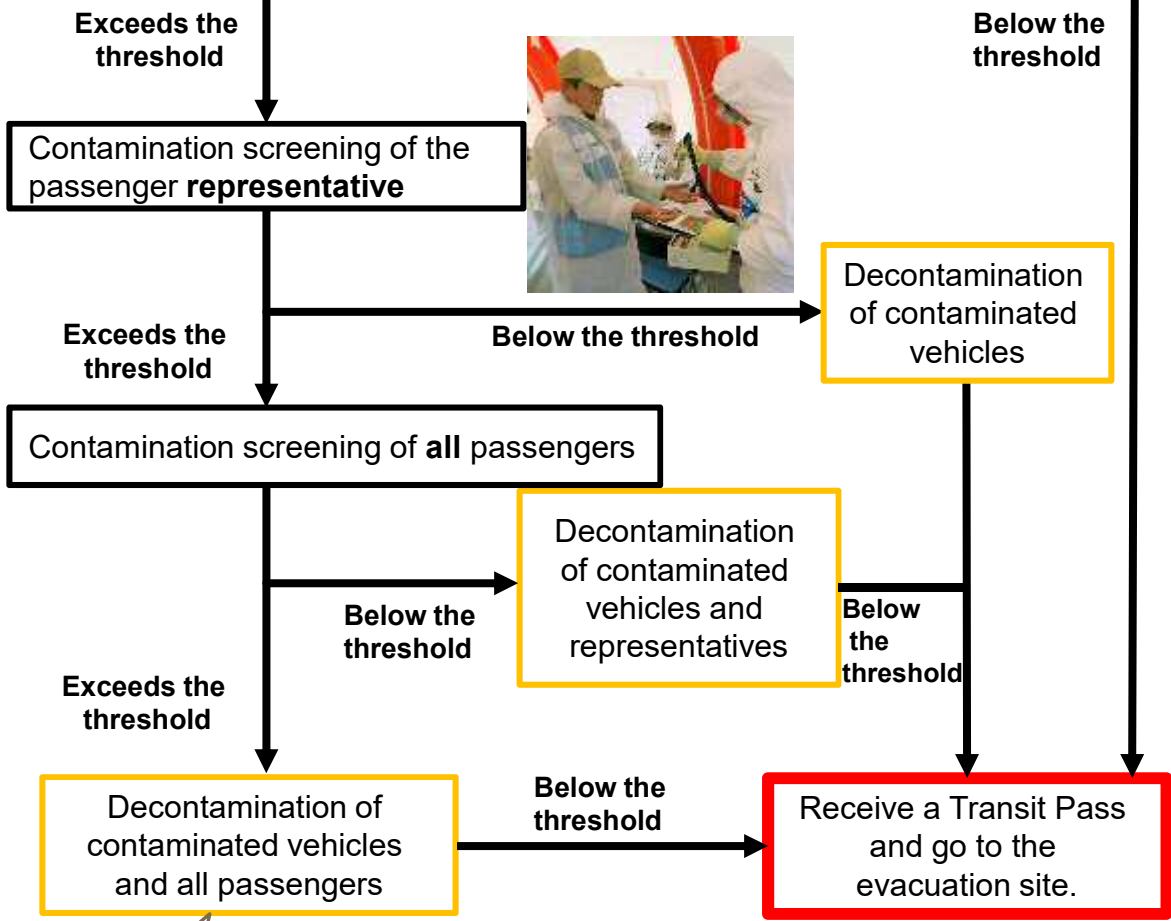 Exceeds the
threshold
Below the
threshold
Contamination screening of the
passenger representative
Decontamination
of contaminated
vehicles
Exceeds the
threshold
Below the threshold
Contamination screening of all passengers
Decontamination
of contaminated
vehicles and
representatives
Below the
threshold
Below
the
threshold
Exceeds the
threshold
Decontamination of
contaminated vehicles
and all passengers
Below the
threshold
Receive a Transit Pass
and go to the
evacuation site.